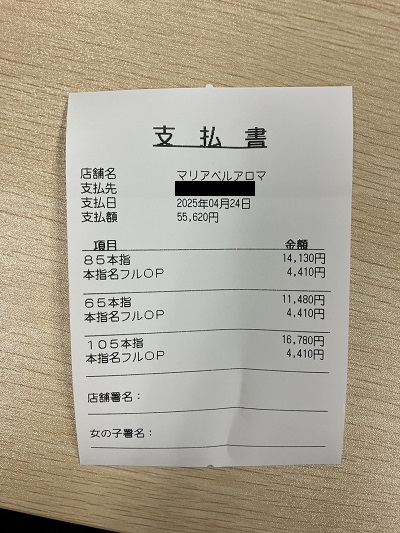 支払書
店舗名 マリアベルアロマ
支払先
支払日 2025年04月24日
支払額 55,620円
項目 金額
85本指 14,130円
本指名フルOP 4,410円
65本指 11,480円
本指名フルOP 4,410円
105本指 16,780円
本指名フルOP 4,410円
店舗署名：
女の子署名：